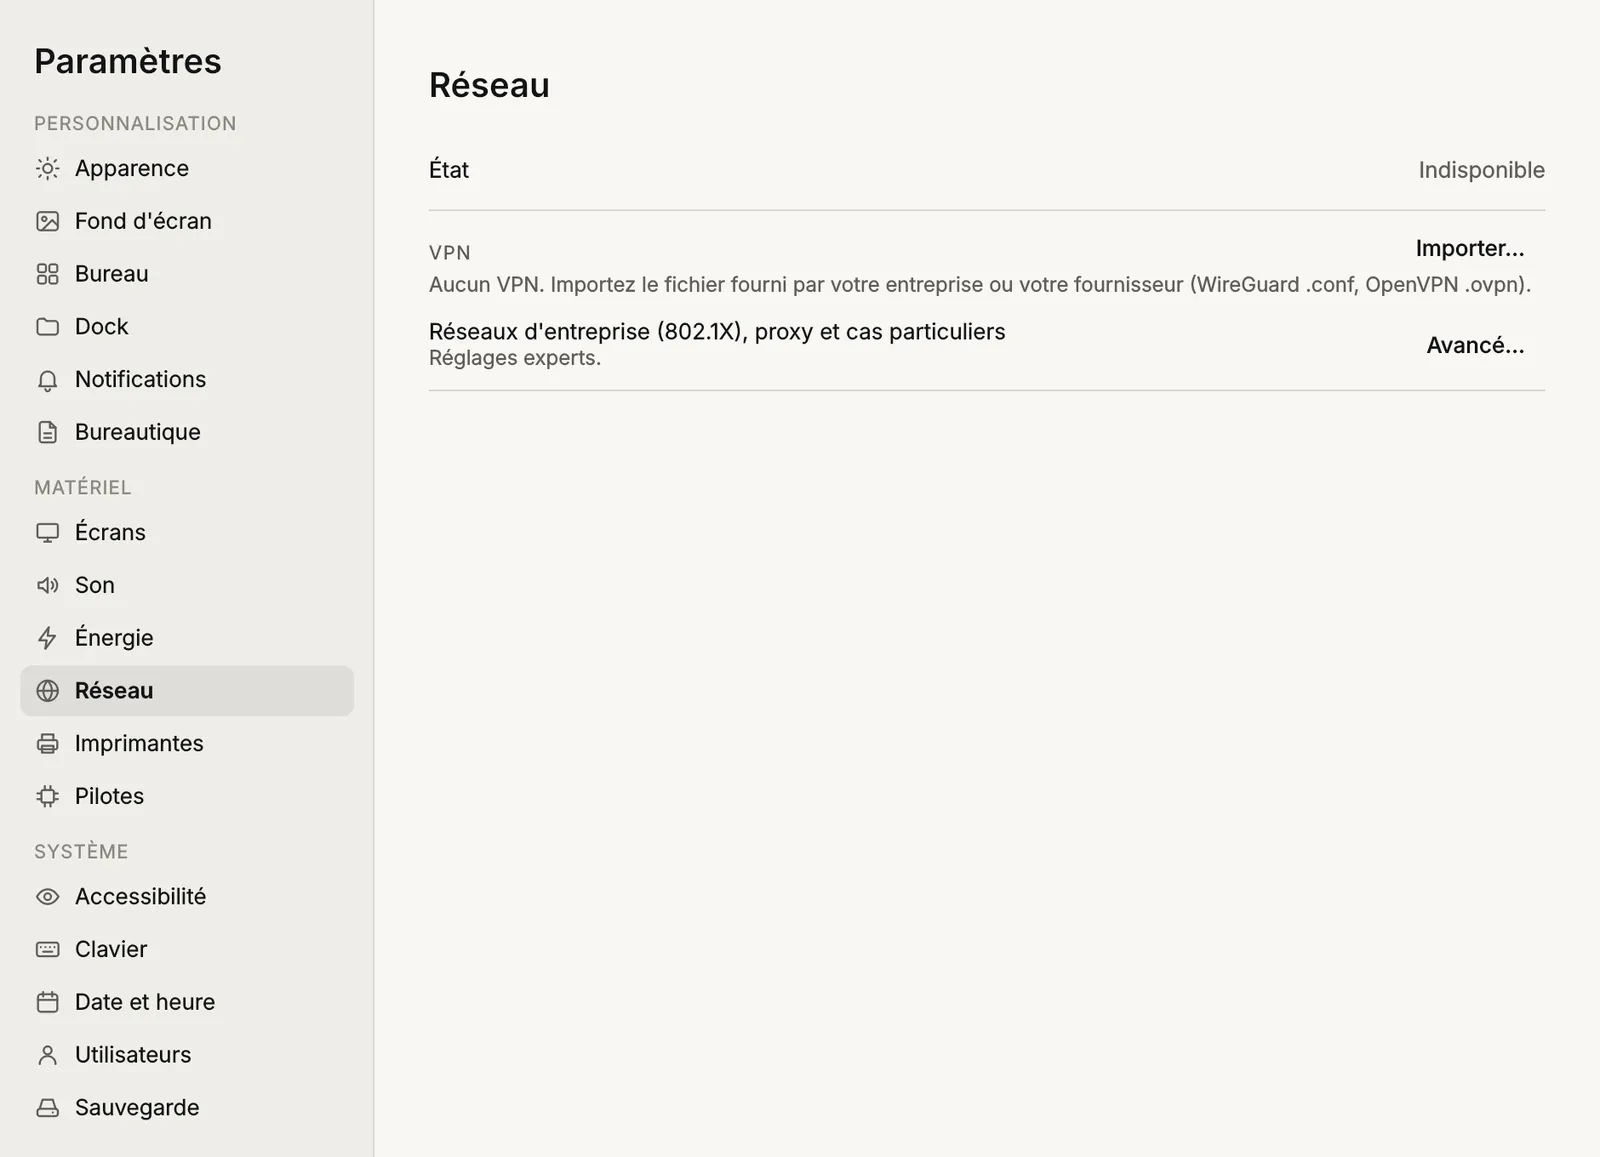 Paramètres
PERSONNALISATION
Apparence
Fond d'écran
Bureau
Dock
Notifications
Bureautique
MATÉRIEL
Écrans
Son
Énergie
Réseau
Imprimantes
Pilotes
SYSTÈME
Accessibilité
Clavier
Date et heure
Utilisateurs
Sauvegarde
Réseau
État
Indisponible
VPN
Importer...
Aucun VPN. Importez le fichier fourni par votre entreprise ou votre fournisseur (WireGuard .conf, OpenVPN .ovpn).
Réseaux d'entreprise (802.1X), proxy et cas particuliers
Réglages experts.
Avancé...